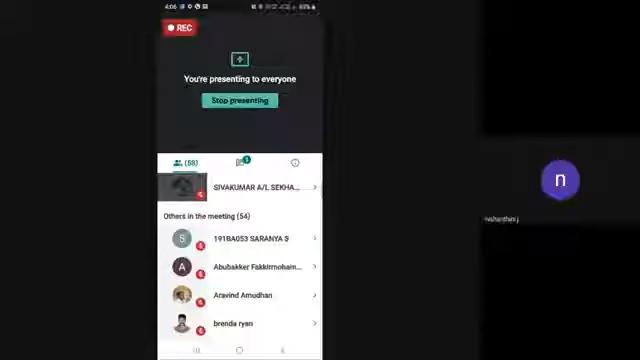 4:06
REC
You're presenting to everyone
Stop presenting
(58)
SIVAKUMAR A/L SEKHA...
Others in the meeting (54)
S
191BA053 SARANYA S
A
Abubakker Fakkirmoham...
Aravind Amudhan
brenda ryan
n